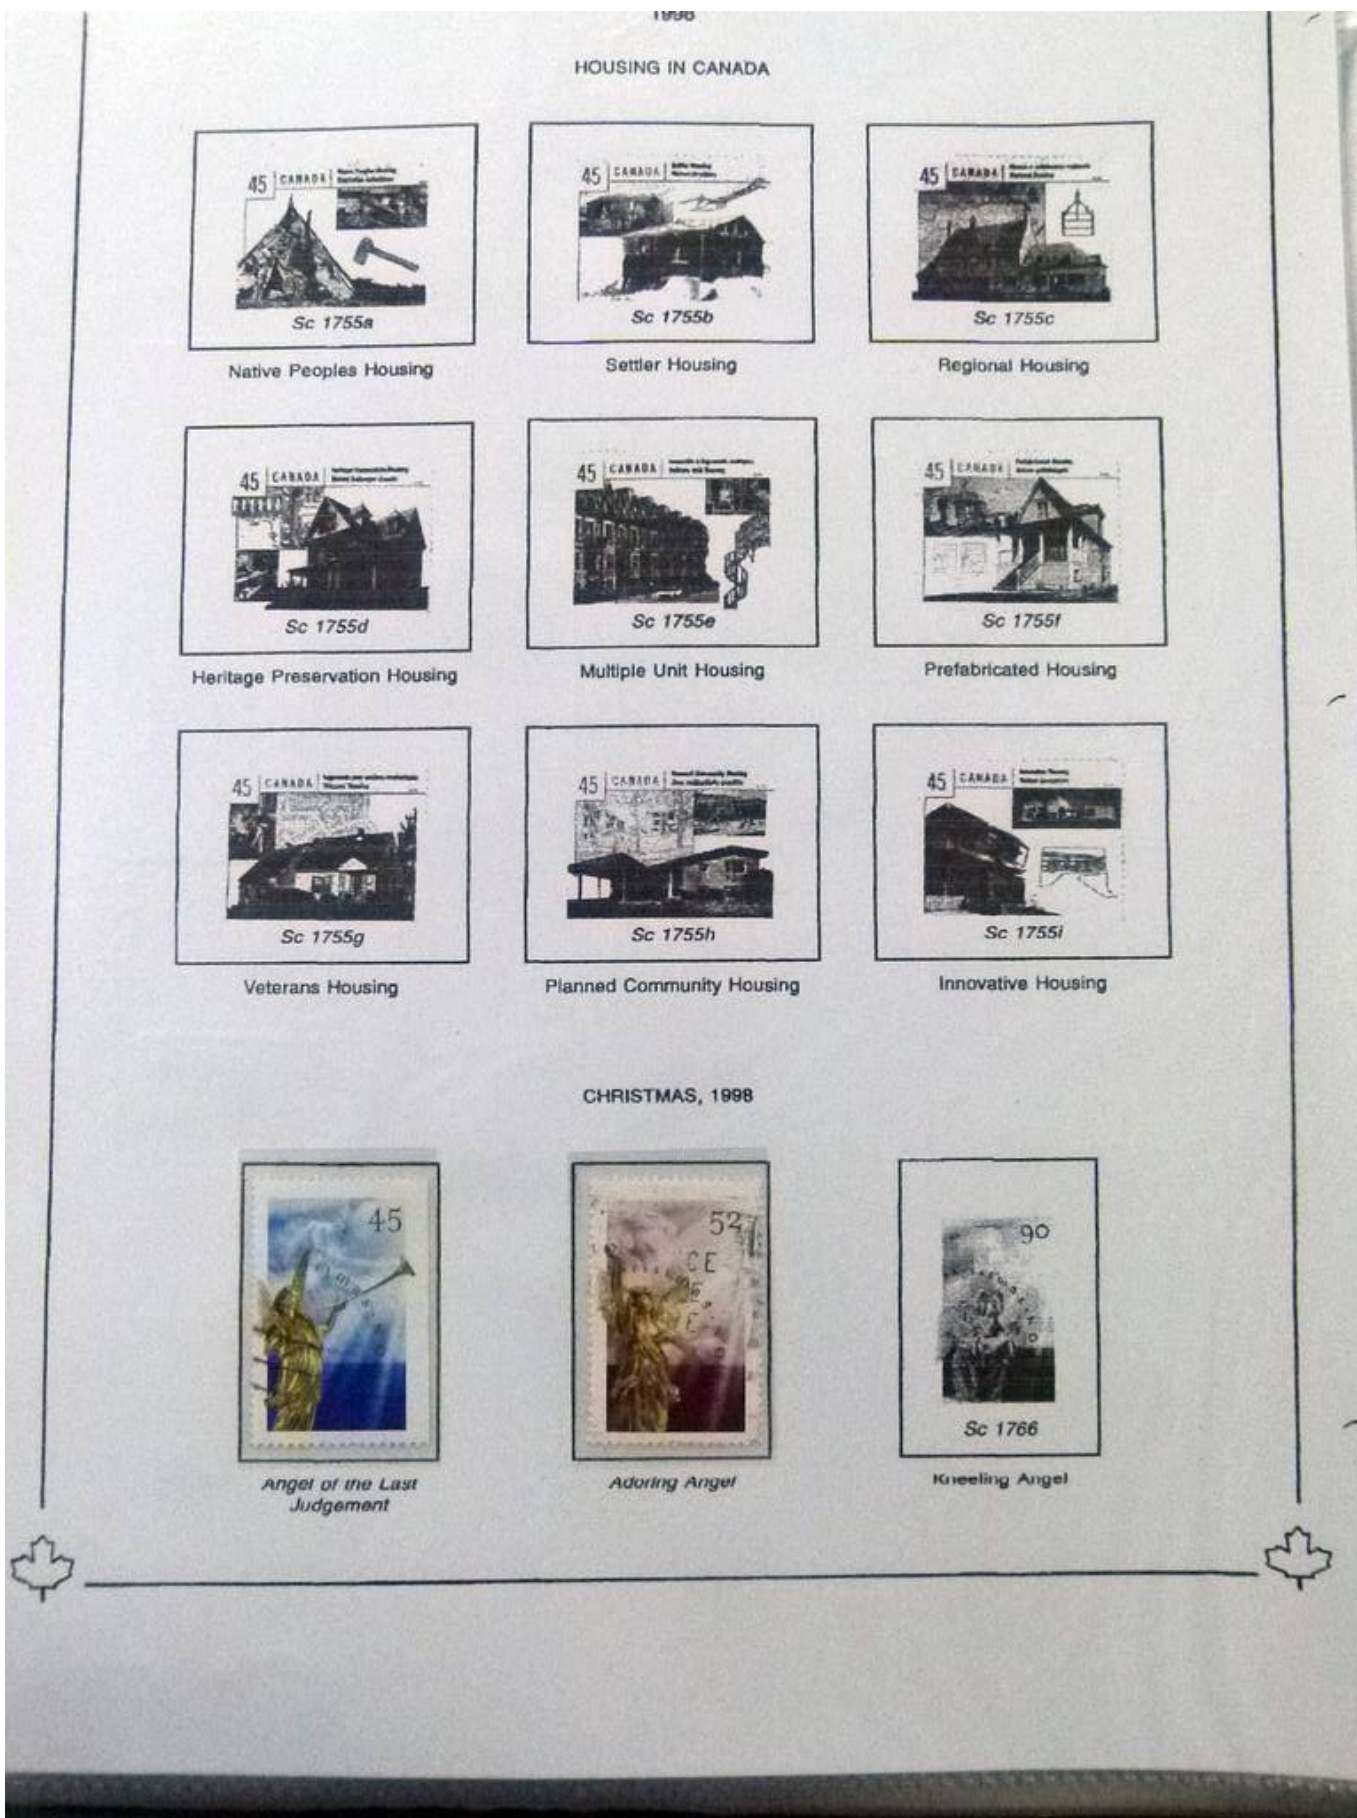 1998
HOUSING IN CANADA
45 CANADA
45 CANADA
45 CANADA
Sc 1755a
Sc 1755b
Sc 1755c
Native Peoples Housing
Settler Housing
Regional Housing
45 CANADA
45 CANADA
45 CANADA
Sc 1755d
Sc 1755e
Sc 1755f
Heritage Preservation Housing
Multiple Unit Housing
Prefabricated Housing
45 CANADA
45 CANADA
45 CANADA
Sc 1755g
Sc 1755h
Sc 1755i
Veterans Housing
Planned Community Housing
Innovative Housing
CHRISTMAS, 1998
45
52
90
CE
E
Sc 1766
Angel of the Last
Judgement
Adoring Angel
Kneeling Angel